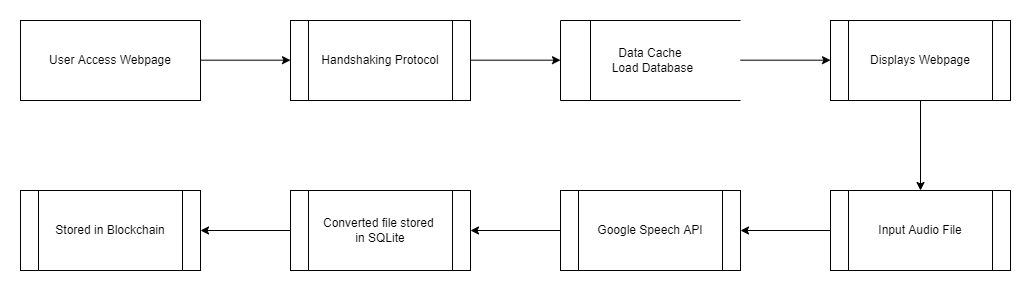 User Access Webpage
Handshaking Protocol
Data Cache
Load Database
Displays Webpage
Stored in Blockchain
Converted file stored
in SQLite
Google Speech API
Input Audio File